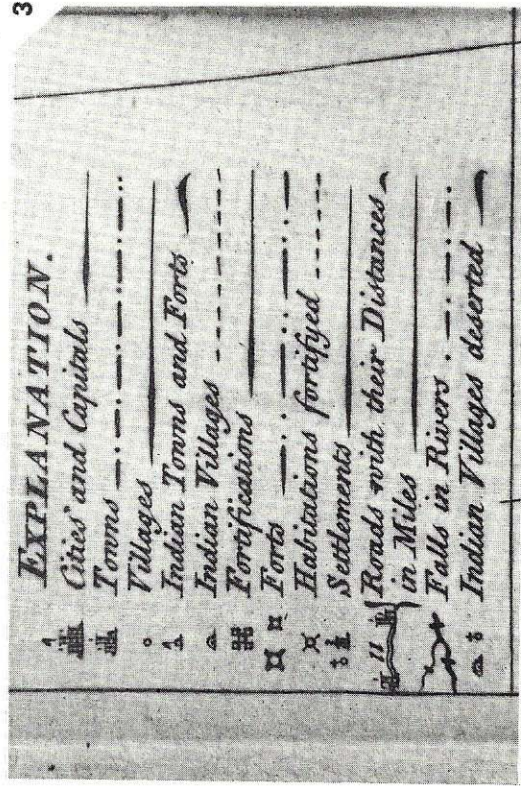 3
EXPLANATION.
Cities and Capitals
Towns
Villages
Indian Towns and Forts
Indian Villages
Fortifications
Forts
Habitations fortifyed
Settlements
11 Roads with their Distances
in Miles
Falls in Rivers
Indian Villages deserted